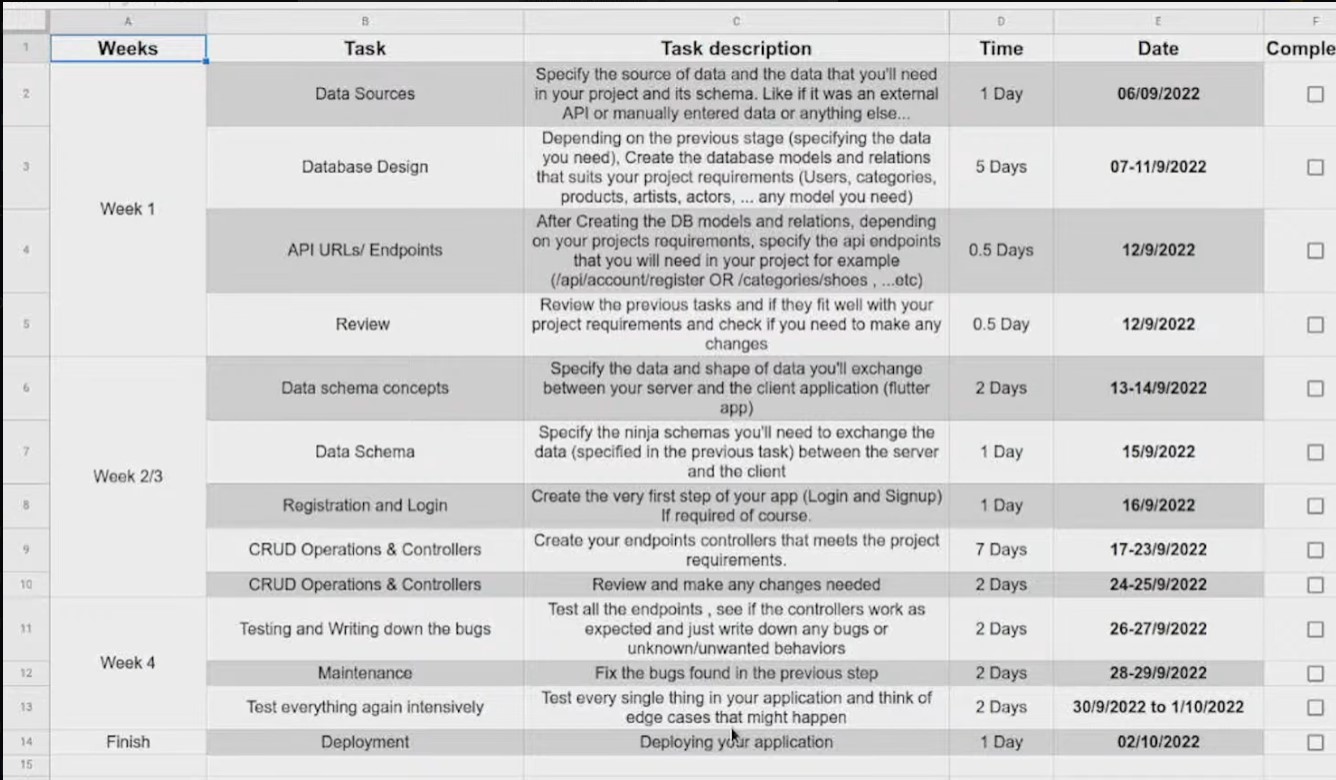 A B C D E F
1 Weeks Task Task description Time Date Comple
Specify the source of data and the data that you'll need
2 Data Sources in your project and its schema. Like if it was an external 1 Day 06/09/2022
API or manually entered data or anything else...
Depending on the previous stage (specifying the data
you need), Create the database models and relations
3 Database Design that suits your project requirements (Users, categories, 5 Days 07-11/9/2022
products, artists, actors, ... any model you need)
Week 1
After Creating the DB models and relations, depending
on your projects requirements, specify the api endpoints
4 API URLs/ Endpoints that you will need in your project for example 0.5 Days 12/9/2022
(/api/account/register OR /categories/shoes , ...etc)
Review the previous tasks and if they fit well with your
5 Review project requirements and check if you need to make any 0.5 Day 12/9/2022
changes
Specify the data and shape of data you'll exchange
6 Data schema concepts between your server and the client application (flutter 2 Days 13-14/9/2022
app)
Specify the ninja schemas you'll need to exchange the
7 Data Schema data (specified in the previous task) between the server 1 Day 15/9/2022
and the client
Week 2/3
Create the very first step of your app (Login and Signup)
8 Registration and Login 1 Day 16/9/2022
If required of course.
Create your endpoints controllers that meets the project
9 CRUD Operations & Controllers 7 Days 17-23/9/2022
requirements.
10 CRUD Operations & Controllers Review and make any changes needed 2 Days 24-25/9/2022
Test all the endpoints , see if the controllers work as
11 Testing and Writing down the bugs expected and just write down any bugs or 2 Days 26-27/9/2022
unknown/unwanted behaviors
Week 4
12 Maintenance Fix the bugs found in the previous step 2 Days 28-29/9/2022
Test every single thing in your application and think of
13 Test everything again intensively 2 Days 30/9/2022 to 1/10/2022
edge cases that might happen
14 Finish Deployment Deploying your application 1 Day 02/10/2022
15